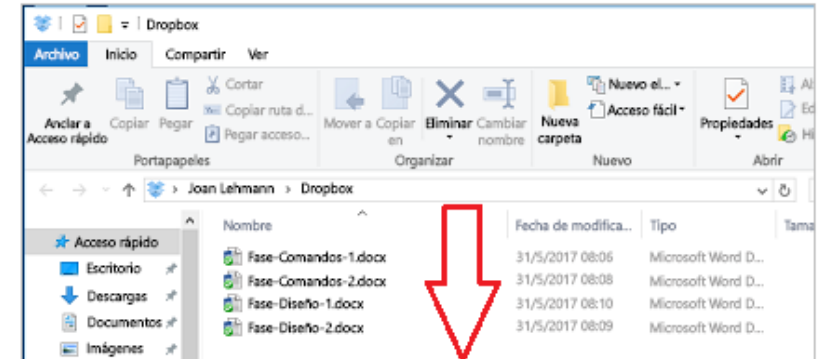 Dropbox
Archivo Inicio Compartir Ver
Anclar a Acceso rápido
Copiar
Pegar
Cortar
Copiar ruta d...
Pegar acceso...
Mover a
Copiar en
Eliminar
Cambiar nombre
Nueva carpeta
Nuevo el...
Acceso fácil
Propiedades
Portapapeles Organizar Nuevo Abrir
Joan Lehmann > Dropbox
Nombre Fecha de modifica... Tipo
Acceso rápido
Escritorio
Descargas
Documentos
Imágenes
Fase-Comandos-1.docx 31/5/2017 08:06 Microsoft Word D...
Fase-Comandos-2.docx 31/5/2017 08:08 Microsoft Word D...
Fase-Diseño-1.docx 31/5/2017 08:10 Microsoft Word D...
Fase-Diseño-2.docx 31/5/2017 08:09 Microsoft Word D...